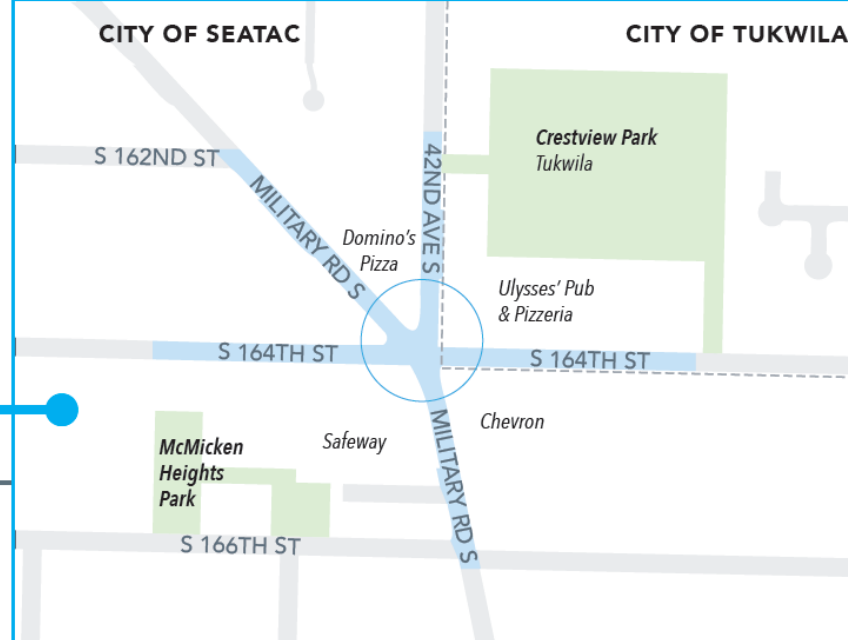 CITY OF SEATAC
CITY OF TUKWILA
Crestview Park
Tukwila
S 162ND ST
42ND AVE S
MILITARY RD S
Domino's
Pizza
Ulysses' Pub
& Pizzeria
S 164TH ST
S 164TH ST
Chevron
Safeway
McMicken
Heights
Park
MILITARY RD S
S 166TH ST